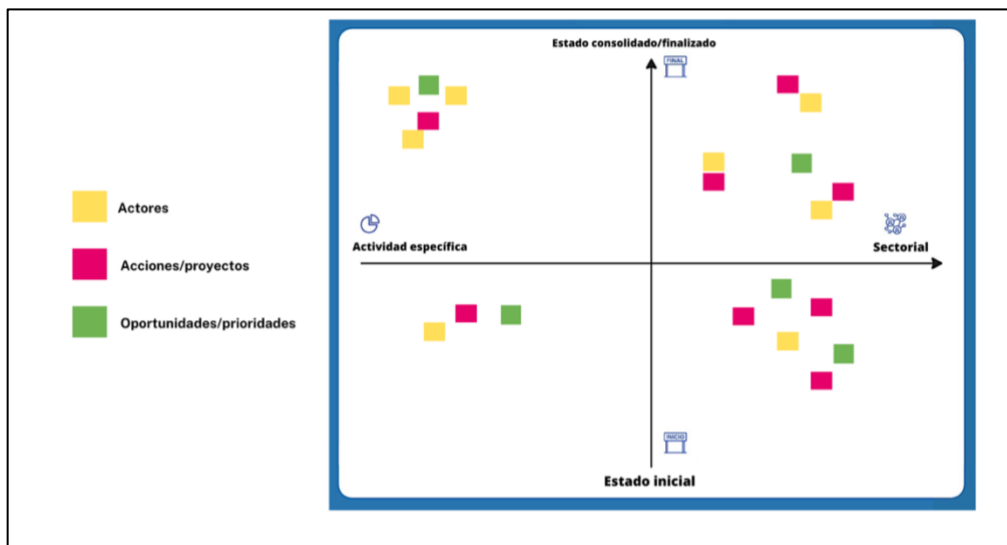 Estado consolidado/finalizado
FINAL
Actores
Actividad específica
Sectorial
Acciones/proyectos
Oportunidades/prioridades
INICIO
Estado inicial